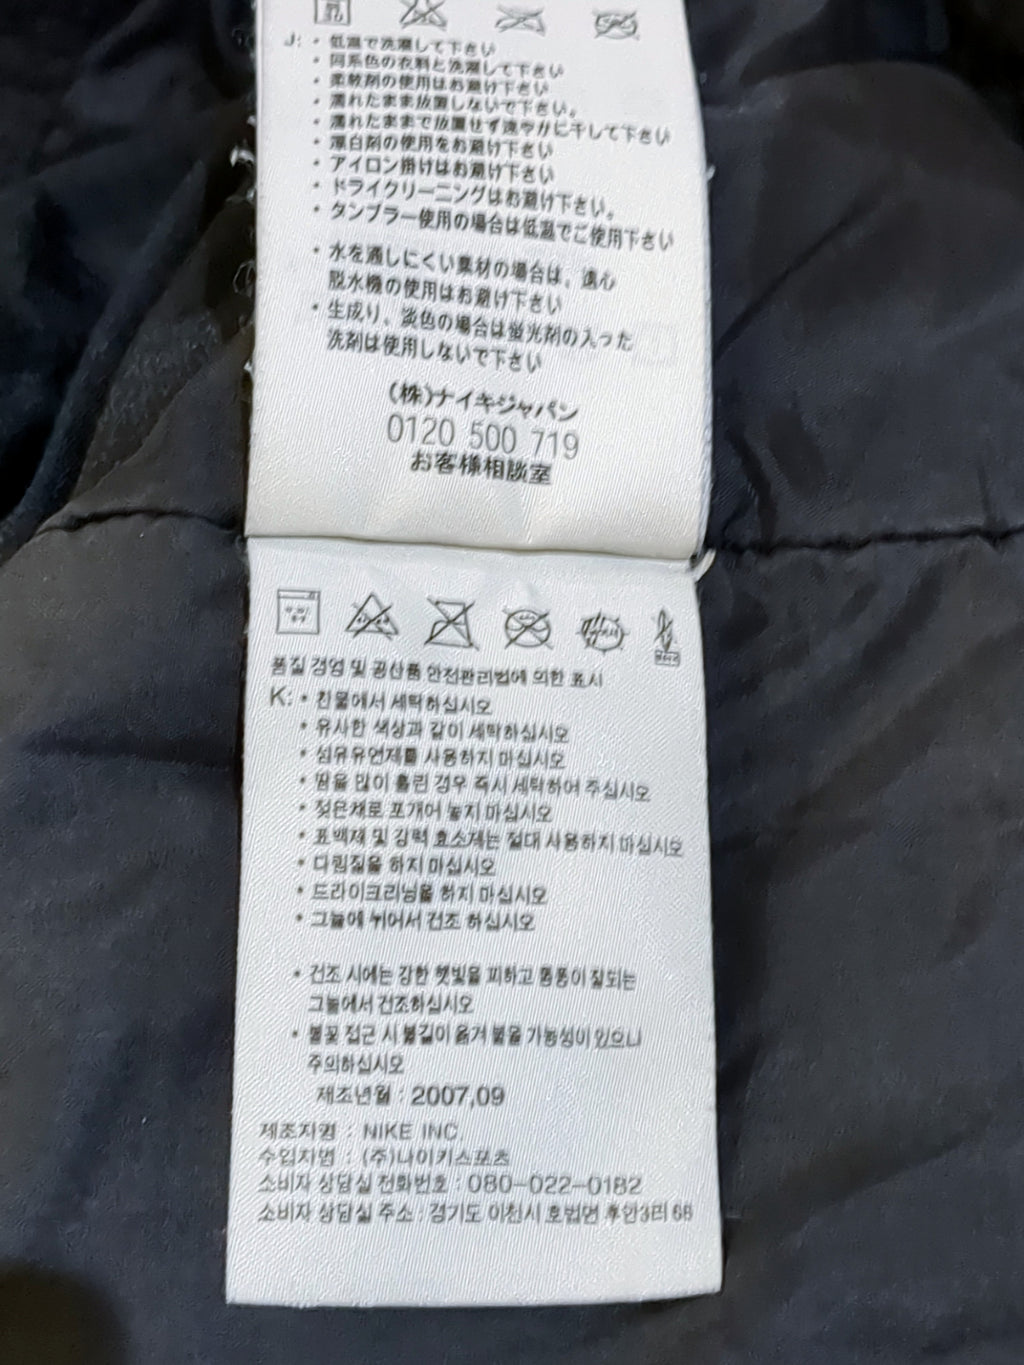 J: ・低温で洗濯して下さい
・同系色の衣料と洗濯して下さい
・柔軟剤の使用はお避け下さい
・濡れたまま放置しないで下さい。
・濡れたままで放置せず速やかに干して下さい
・漂白剤の使用をお避け下さい
・アイロン掛けはお避け下さい
・ドライクリーニングはお避け下さい。
・タンブラー使用の場合は低温でご使用下さい
・水を通しにくい素材の場合は、遠心
脱水機の使用はお避け下さい
・生成り、淡色の場合は蛍光剤の入った
洗剤は使用しないで下さい
(株)ナイキジャパン
0120 500 719
お客様相談室
품질 경영 및 공산품 안전관리법에 의한 표시
K: • 찬물에서 세탁하십시오
• 유사한 색상과 같이 세탁하십시오
• 섬유유연제를 사용하지 마십시오
• 땀을 많이 흘린 경우 즉시 세탁하여 주십시오
• 젖은채로 포개어 놓지 마십시오
• 표백제 및 강력 효소제는 절대 사용하지 마십시오
• 다림질을 하지 마십시오
• 드라이크리닝을 하지 마십시오
• 그늘에 뉘어서 건조 하십시오
• 건조 시에는 강한 햇빛을 피하고 통풍이 잘되는
그늘에서 건조하십시오
• 불꽃 접근 시 불길이 옮겨 붙을 가능성이 있으니
주의하십시오
제조년월 : 2007,09
제조자명 : NIKE INC.
수입자명 : (주)나이키스포츠
소비자 상담실 전화번호 : 080-022-0182
소비자 상담실 주소 : 경기도 이천시 호법면 후안3리 66